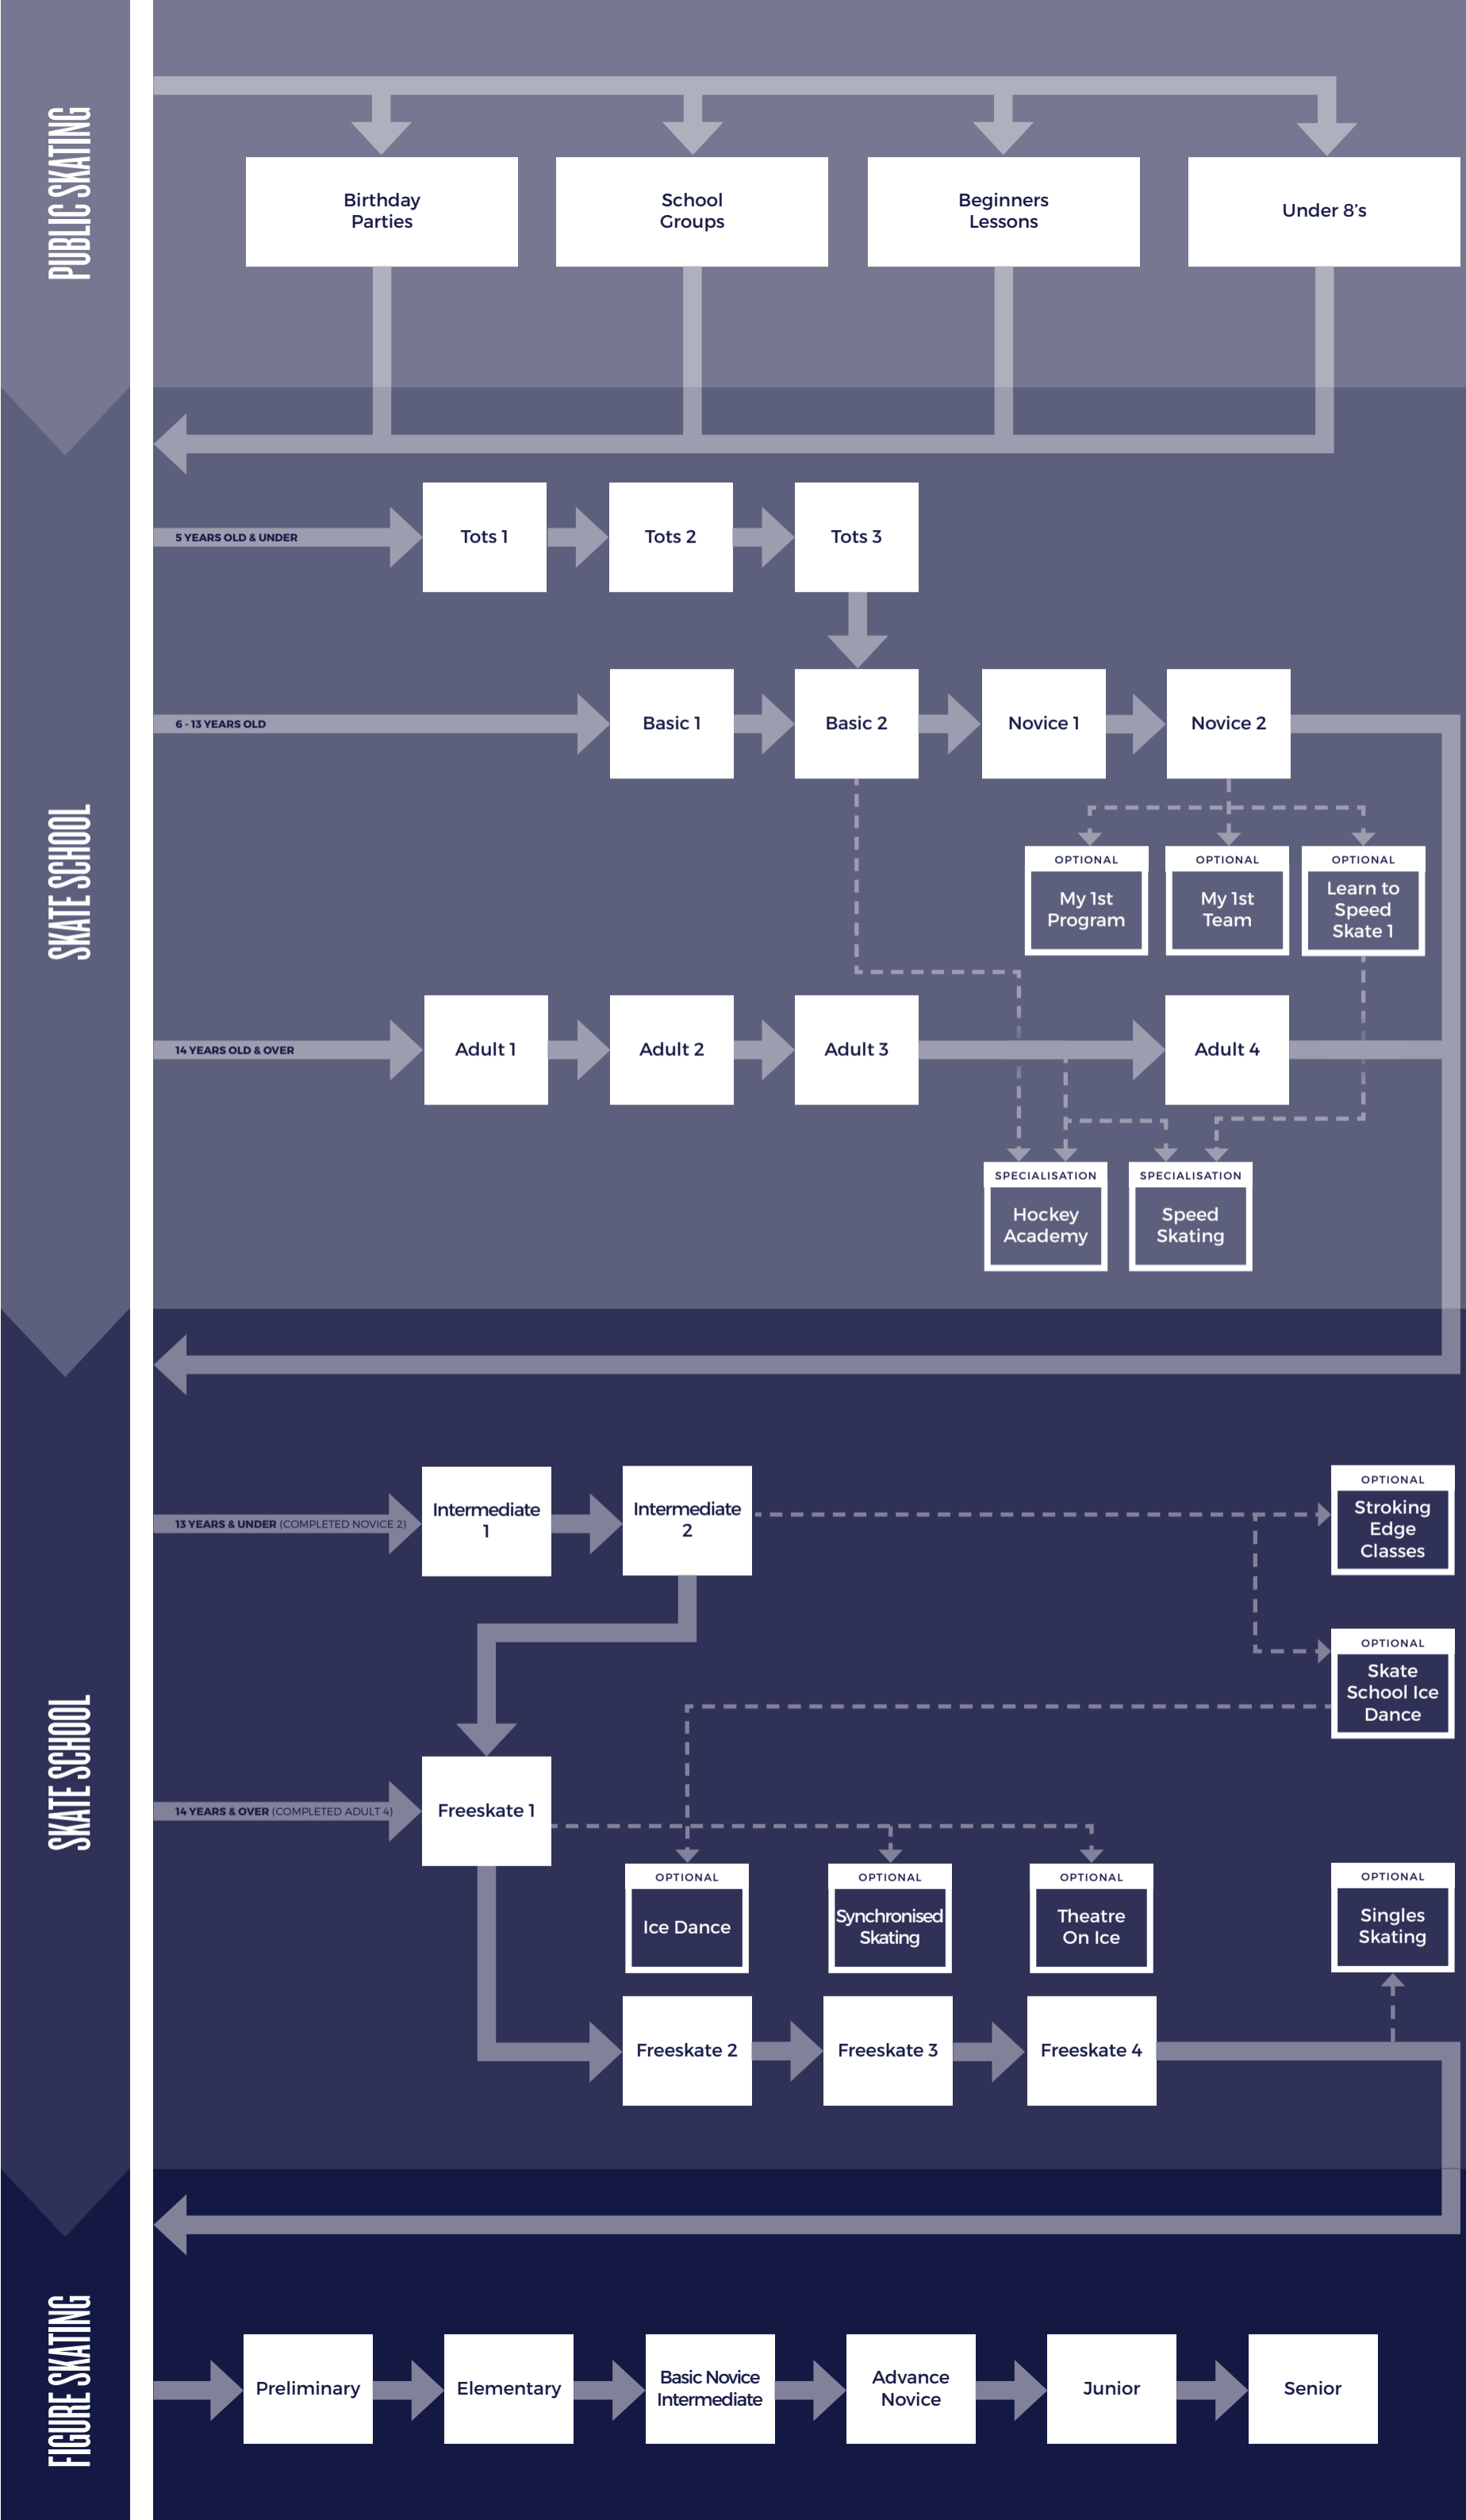 PUBLIC SKATING
Birthday
Parties
School
Groups
Beginners
Lessons
Under 8’s
SKATE SCHOOL
5 YEARS OLD & UNDER
Tots 1
Tots 2
Tots 3
6 - 13 YEARS OLD
Basic 1
Basic 2
Novice 1
Novice 2
OPTIONAL
My 1st
Program
OPTIONAL
My 1st
Team
OPTIONAL
Learn to
Speed
Skate 1
14 YEARS OLD & OVER
Adult 1
Adult 2
Adult 3
Adult 4
SPECIALISATION
Hockey
Academy
SPECIALISATION
Speed
Skating
SKATE SCHOOL
13 YEARS & UNDER (COMPLETED NOVICE 2)
Intermediate
1
Intermediate
2
OPTIONAL
Stroking
Edge
Classes
OPTIONAL
Skate
School Ice
Dance
14 YEARS & OVER (COMPLETED ADULT 4)
Freeskate 1
OPTIONAL
Ice Dance
OPTIONAL
Synchronised
Skating
OPTIONAL
Theatre
On Ice
OPTIONAL
Singles
Skating
Freeskate 2
Freeskate 3
Freeskate 4
FIGURE SKATING
Preliminary
Elementary
Basic Novice
Intermediate
Advance
Novice
Junior
Senior